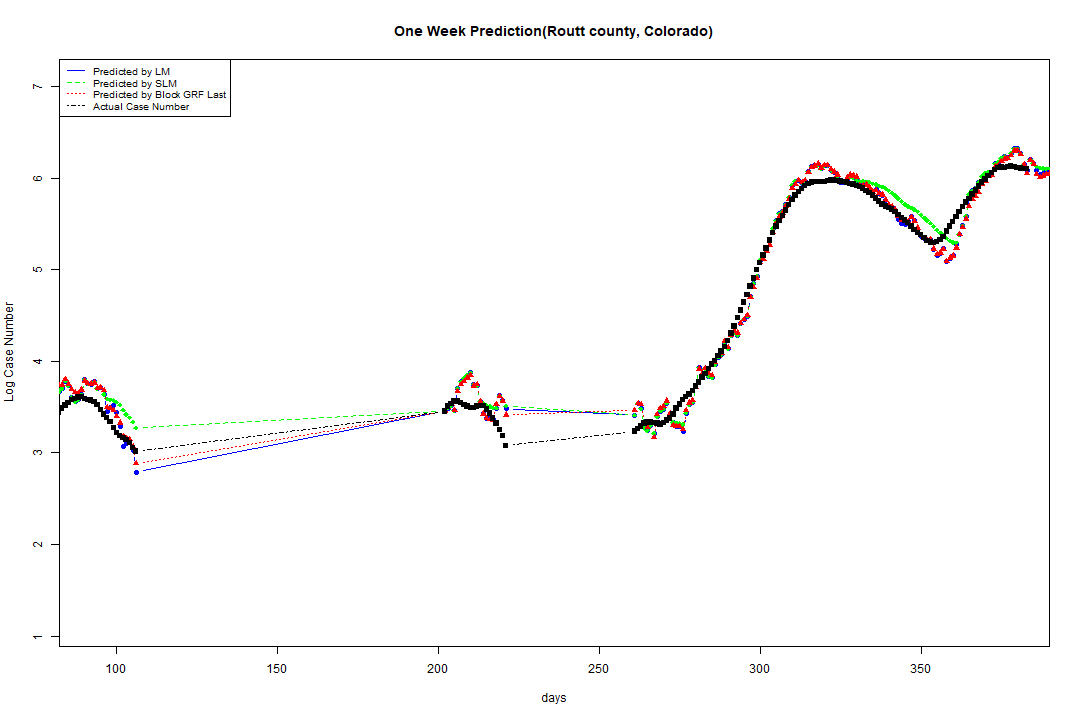 One Week Prediction(Routt county, Colorado)
Predicted by LM
Predicted by SLM
Predicted by Block GRF Last
Actual Case Number
7
6
5
4
3
2
1
Log Case Number
100 150 200 250 300 350
days